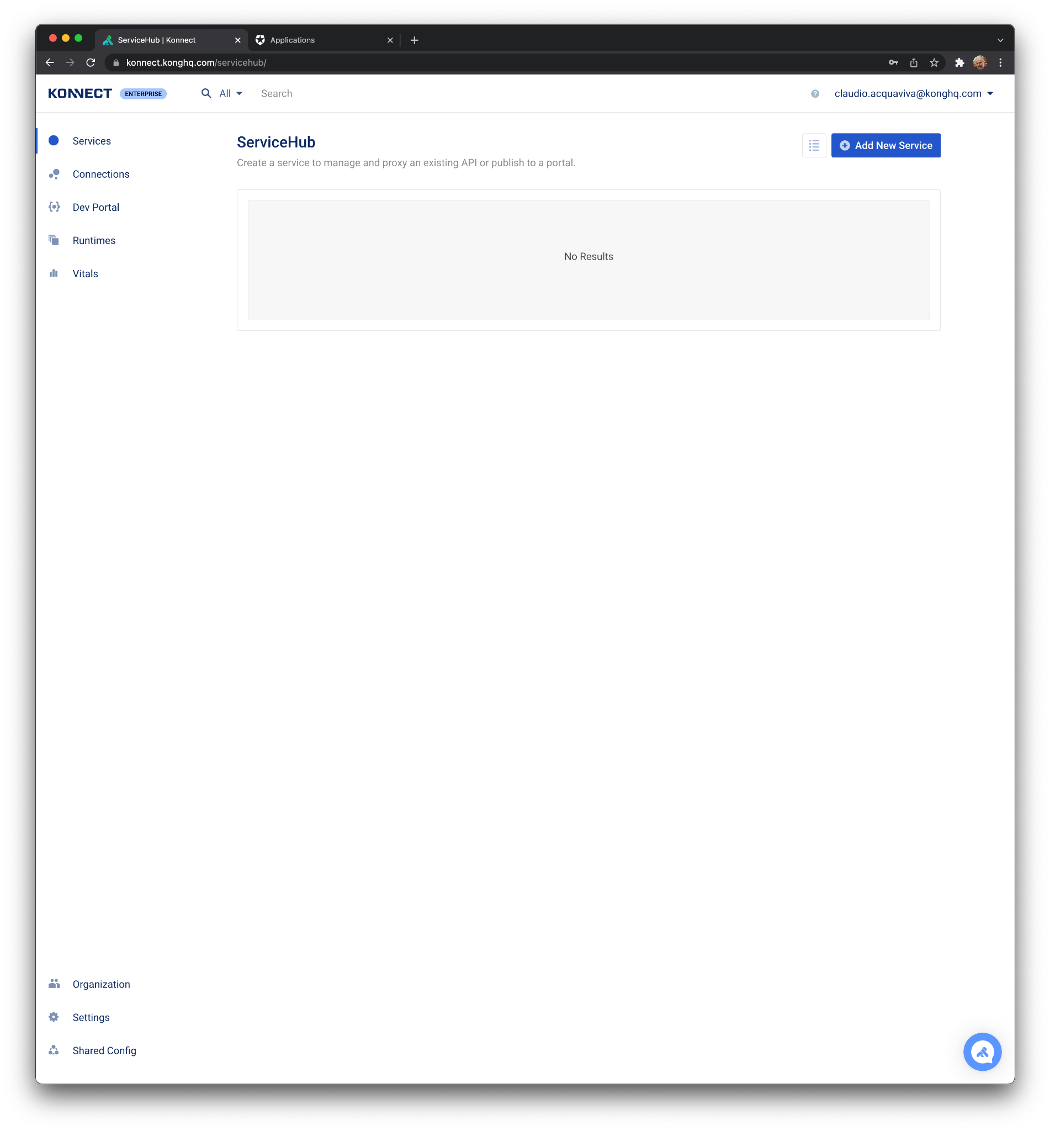 ServiceHub | Konnect
Applications
konnect.konghq.com/servicehub/
KONNECT ENTERPRISE
All
Search
claudio.acquaviva@konghq.com
Services
Connections
Dev Portal
Runtimes
Vitals
ServiceHub
Create a service to manage and proxy an existing API or publish to a portal.
Add New Service
No Results
Organization
Settings
Shared Config